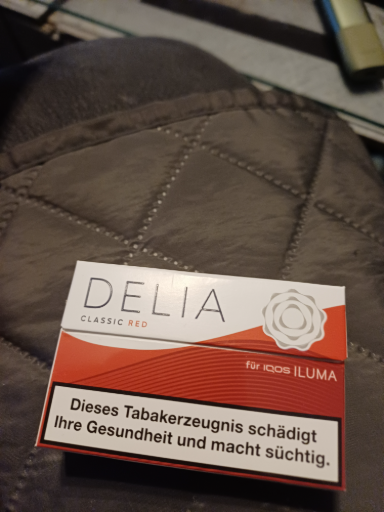 DELIA
CLASSIC RED
für IQOS ILUMA
Dieses Tabakerzeugnis schädigt
Ihre Gesundheit und macht süchtig.